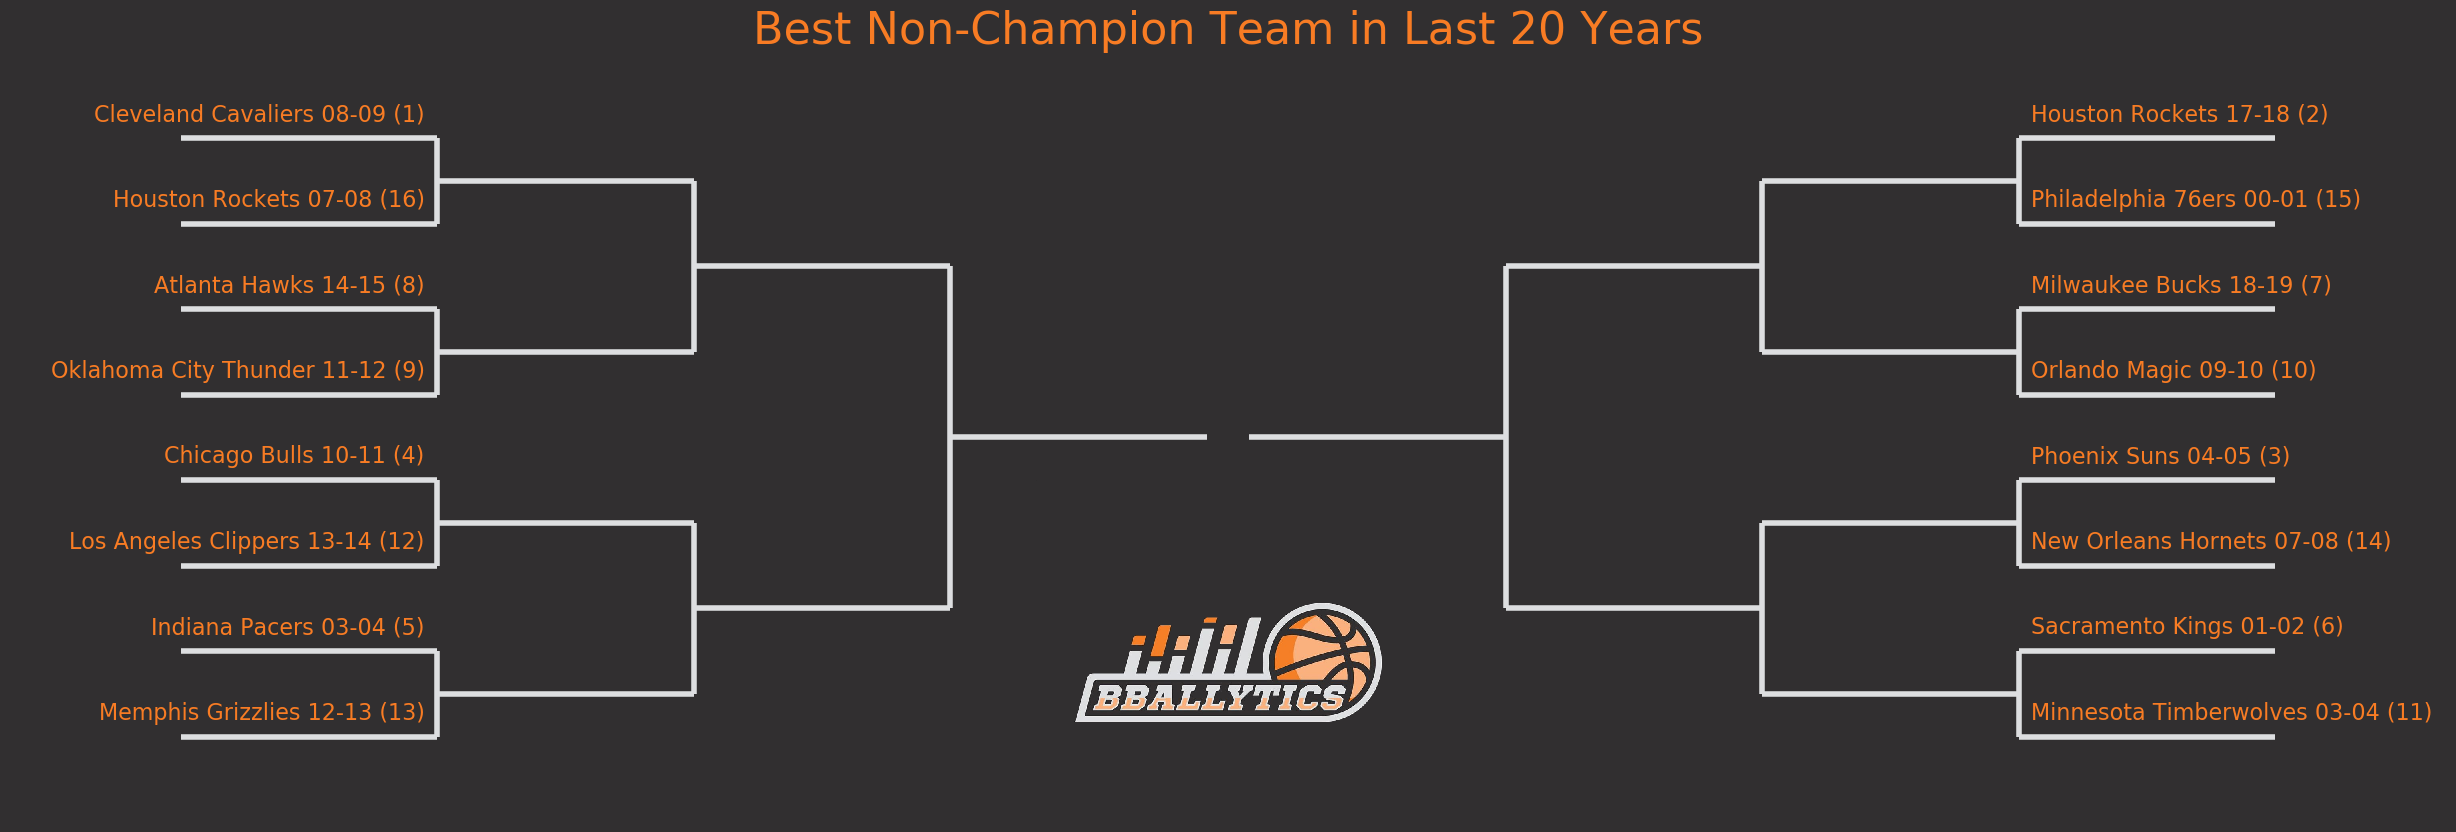 Best Non-Champion Team in Last 20 Years
Cleveland Cavaliers 08-09 (1)
Houston Rockets 07-08 (16)
Atlanta Hawks 14-15 (8)
Oklahoma City Thunder 11-12 (9)
Chicago Bulls 10-11 (4)
Los Angeles Clippers 13-14 (12)
Indiana Pacers 03-04 (5)
Memphis Grizzlies 12-13 (13)
Houston Rockets 17-18 (2)
Philadelphia 76ers 00-01 (15)
Milwaukee Bucks 18-19 (7)
Orlando Magic 09-10 (10)
Phoenix Suns 04-05 (3)
New Orleans Hornets 07-08 (14)
Sacramento Kings 01-02 (6)
Minnesota Timberwolves 03-04 (11)
BBALLYTICS